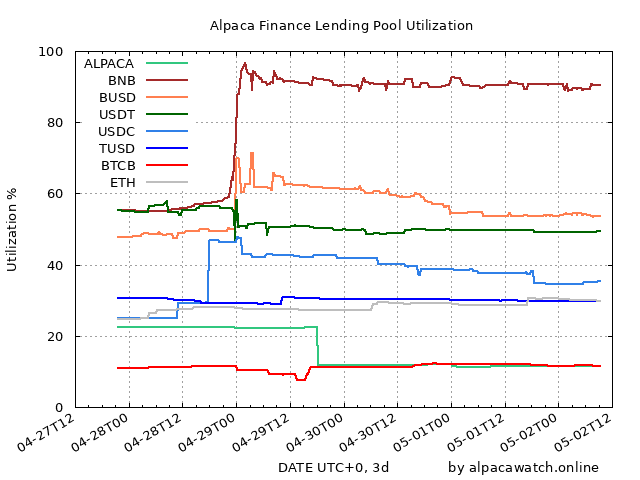 Alpaca Finance Lending Pool Utilization
100
80
60
40
20
0
Utilization %
ALPACA
BNB
BUSD
USDT
USDC
TUSD
BTCB
ETH
04-27T12
04-28T00
04-28T12
04-29T00
04-29T12
04-30T00
04-30T12
05-01T00
05-01T12
05-02T00
05-02T12
DATE UTC+0, 3d
by alpacawatch.online